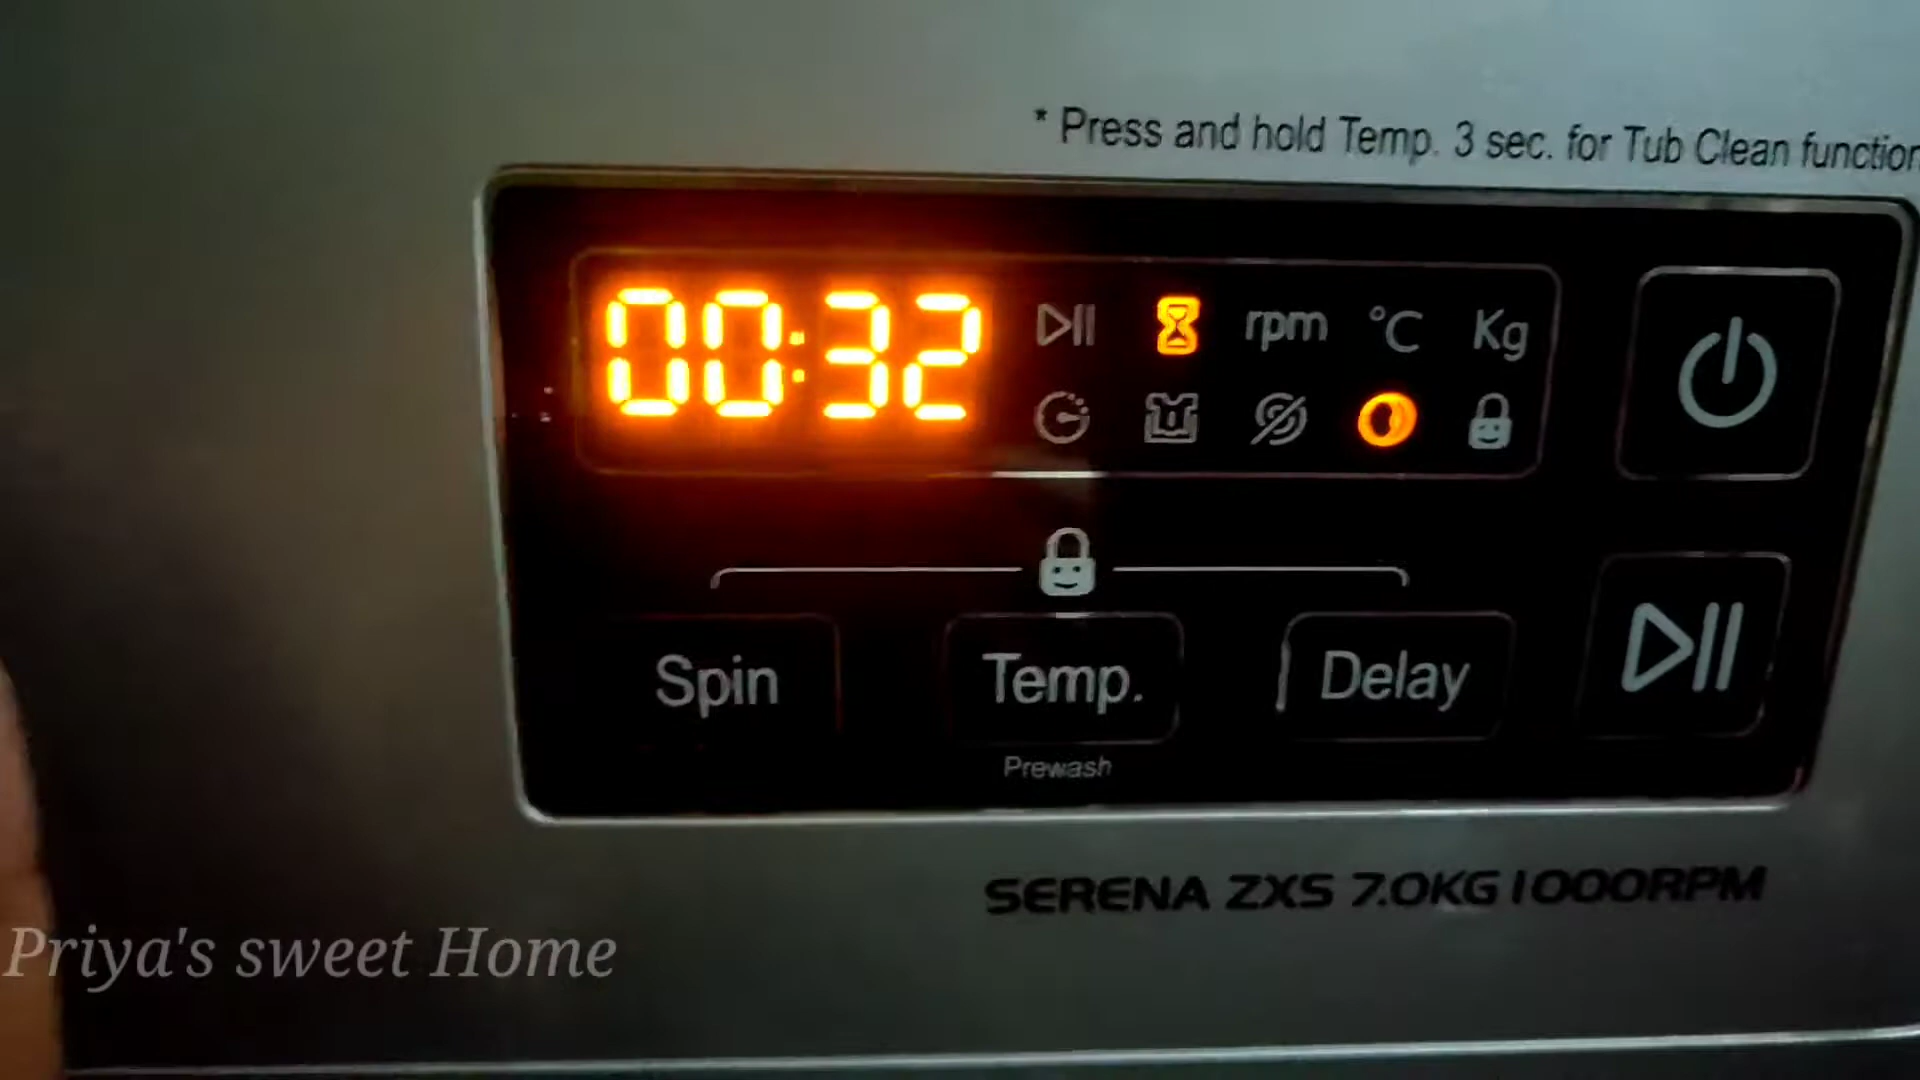 * Press and hold Temp. 3 sec. for Tub Clean function
00:32
rpm °C Kg
Spin Temp. Delay
Prewash
SERENA ZXS 7.0KG 1000RPM
Priya's sweet Home